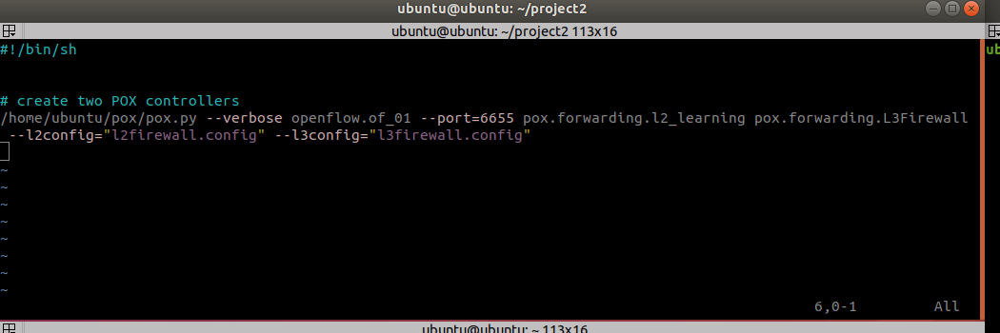 ubuntu@ubuntu: ~/project2
ubuntu@ubuntu: ~/project2 113x16
#!/bin/sh
# create two POX controllers
/home/ubuntu/pox/pox.py --verbose openflow.of_01 --port=6655 pox.forwarding.l2_learning pox.forwarding.L3Firewall
--l2config="l2firewall.config" --l3config="l3firewall.config"
~
~
~
~
~
~
~
~
6,0-1 All
ubuntu@ubuntu: ~ 113x16
ub